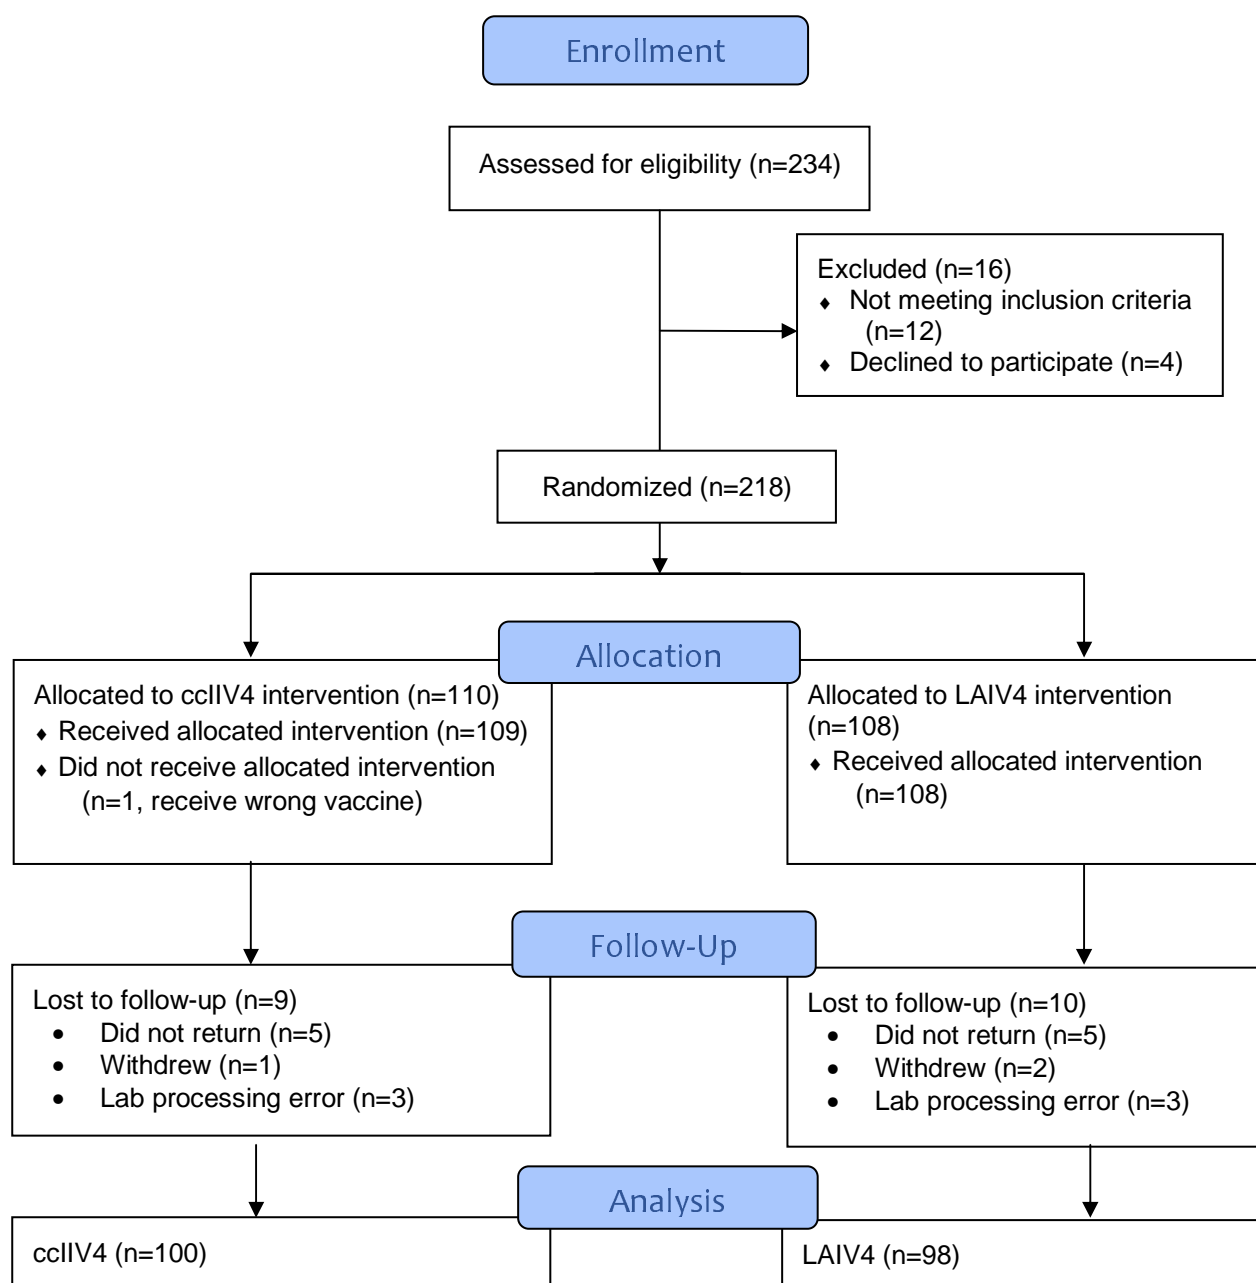 Enrollment
Assessed for eligibility (n=234)
Excluded (n=16)
♦ Not meeting inclusion criteria
(n=12)
♦ Declined to participate (n=4)
Randomized (n=218)
Allocation
Allocated to ccIIV4 intervention (n=110)
♦ Received allocated intervention (n=109)
♦ Did not receive allocated intervention
(n=1, receive wrong vaccine)
Allocated to LAIV4 intervention
(n=108)
♦ Received allocated intervention
(n=108)
Follow-Up
Lost to follow-up (n=9)
• Did not return (n=5)
• Withdrew (n=1)
• Lab processing error (n=3)
Lost to follow-up (n=10)
• Did not return (n=5)
• Withdrew (n=2)
• Lab processing error (n=3)
Analysis
ccIIV4 (n=100)
LAIV4 (n=98)